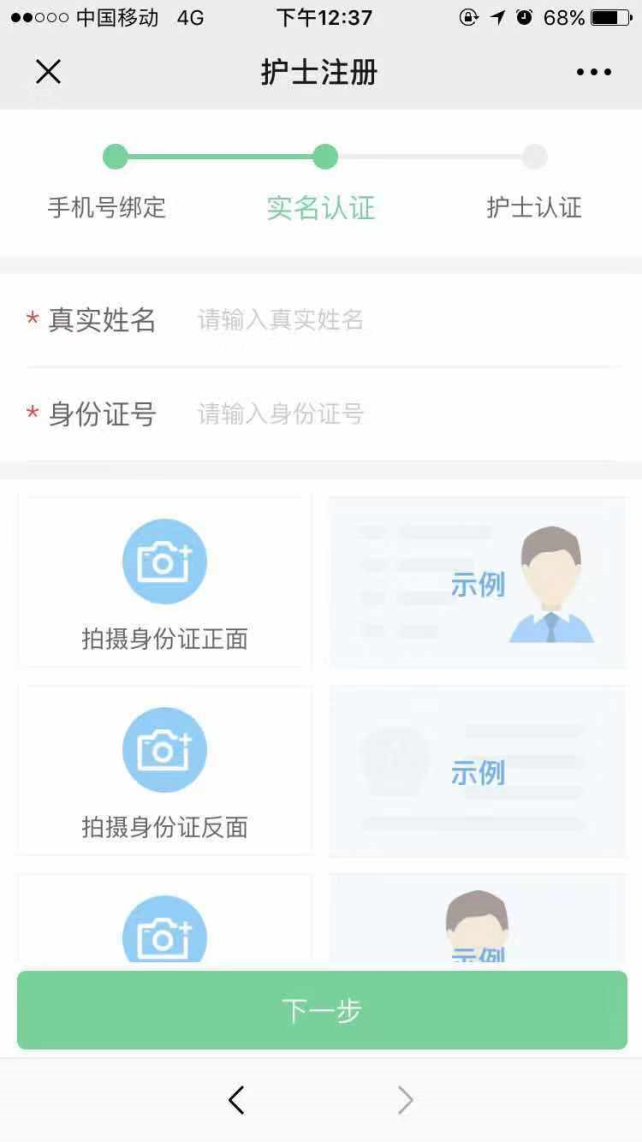 中国移动 4G 下午12:37 68%
护士注册
手机号绑定 实名认证 护士认证
* 真实姓名 请输入真实姓名
* 身份证号 请输入身份证号
示例
拍摄身份证正面
示例
拍摄身份证反面
示例
下一步